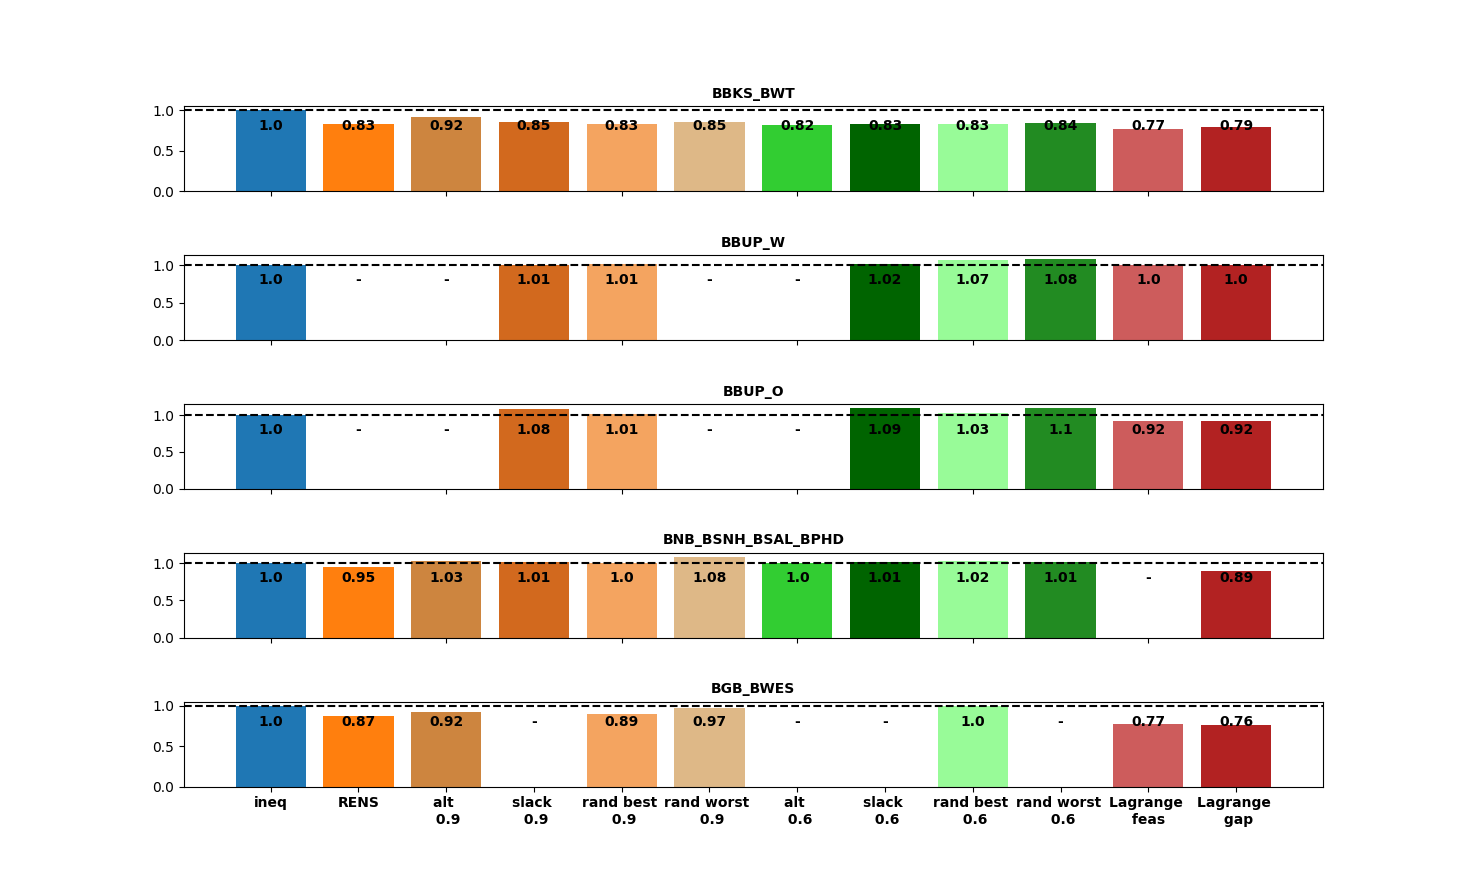 BBKS_BWT
1.0
0.5
0.0
1.0 0.83 0.92 0.85 0.83 0.85 0.82 0.83 0.83 0.84 0.77 0.79
BBUP_W
1.0
0.5
0.0
1.0 - - 1.01 1.01 - - 1.02 1.07 1.08 1.0 1.0
BBUP_O
1.0
0.5
0.0
1.0 - - 1.08 1.01 - - 1.09 1.03 1.1 0.92 0.92
BNB_BSNH_BSAL_BPHD
1.0
0.5
0.0
1.0 0.95 1.03 1.01 1.0 1.08 1.0 1.01 1.02 1.01 - 0.89
BGB_BWES
1.0
0.5
0.0
1.0 0.87 0.92 - 0.89 0.97 - - 1.0 - 0.77 0.76
ineq RENS alt slack rand best rand worst alt slack rand best rand worst Lagrange Lagrange
0.9 0.9 0.9 0.9 0.6 0.6 0.6 0.6 feas gap